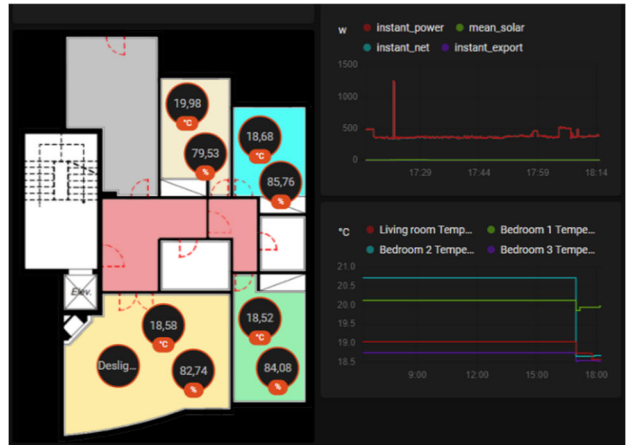 19,98
°C
79,53
%
18,68
°C
85,76
%
Elev.
18,58
°C
Deslig...
82,74
%
18,52
°C
84,08
%
W
instant_power mean_solar
instant_net instant_export
1500
1000
500
0
17:29 17:44 17:59 18:14
°C
Living room Temp... Bedroom 1 Tempe...
Bedroom 2 Tempe... Bedroom 3 Tempe...
21.0
20.5
20.0
19.5
19.0
18.5
9:00 12:00 15:00 18:00